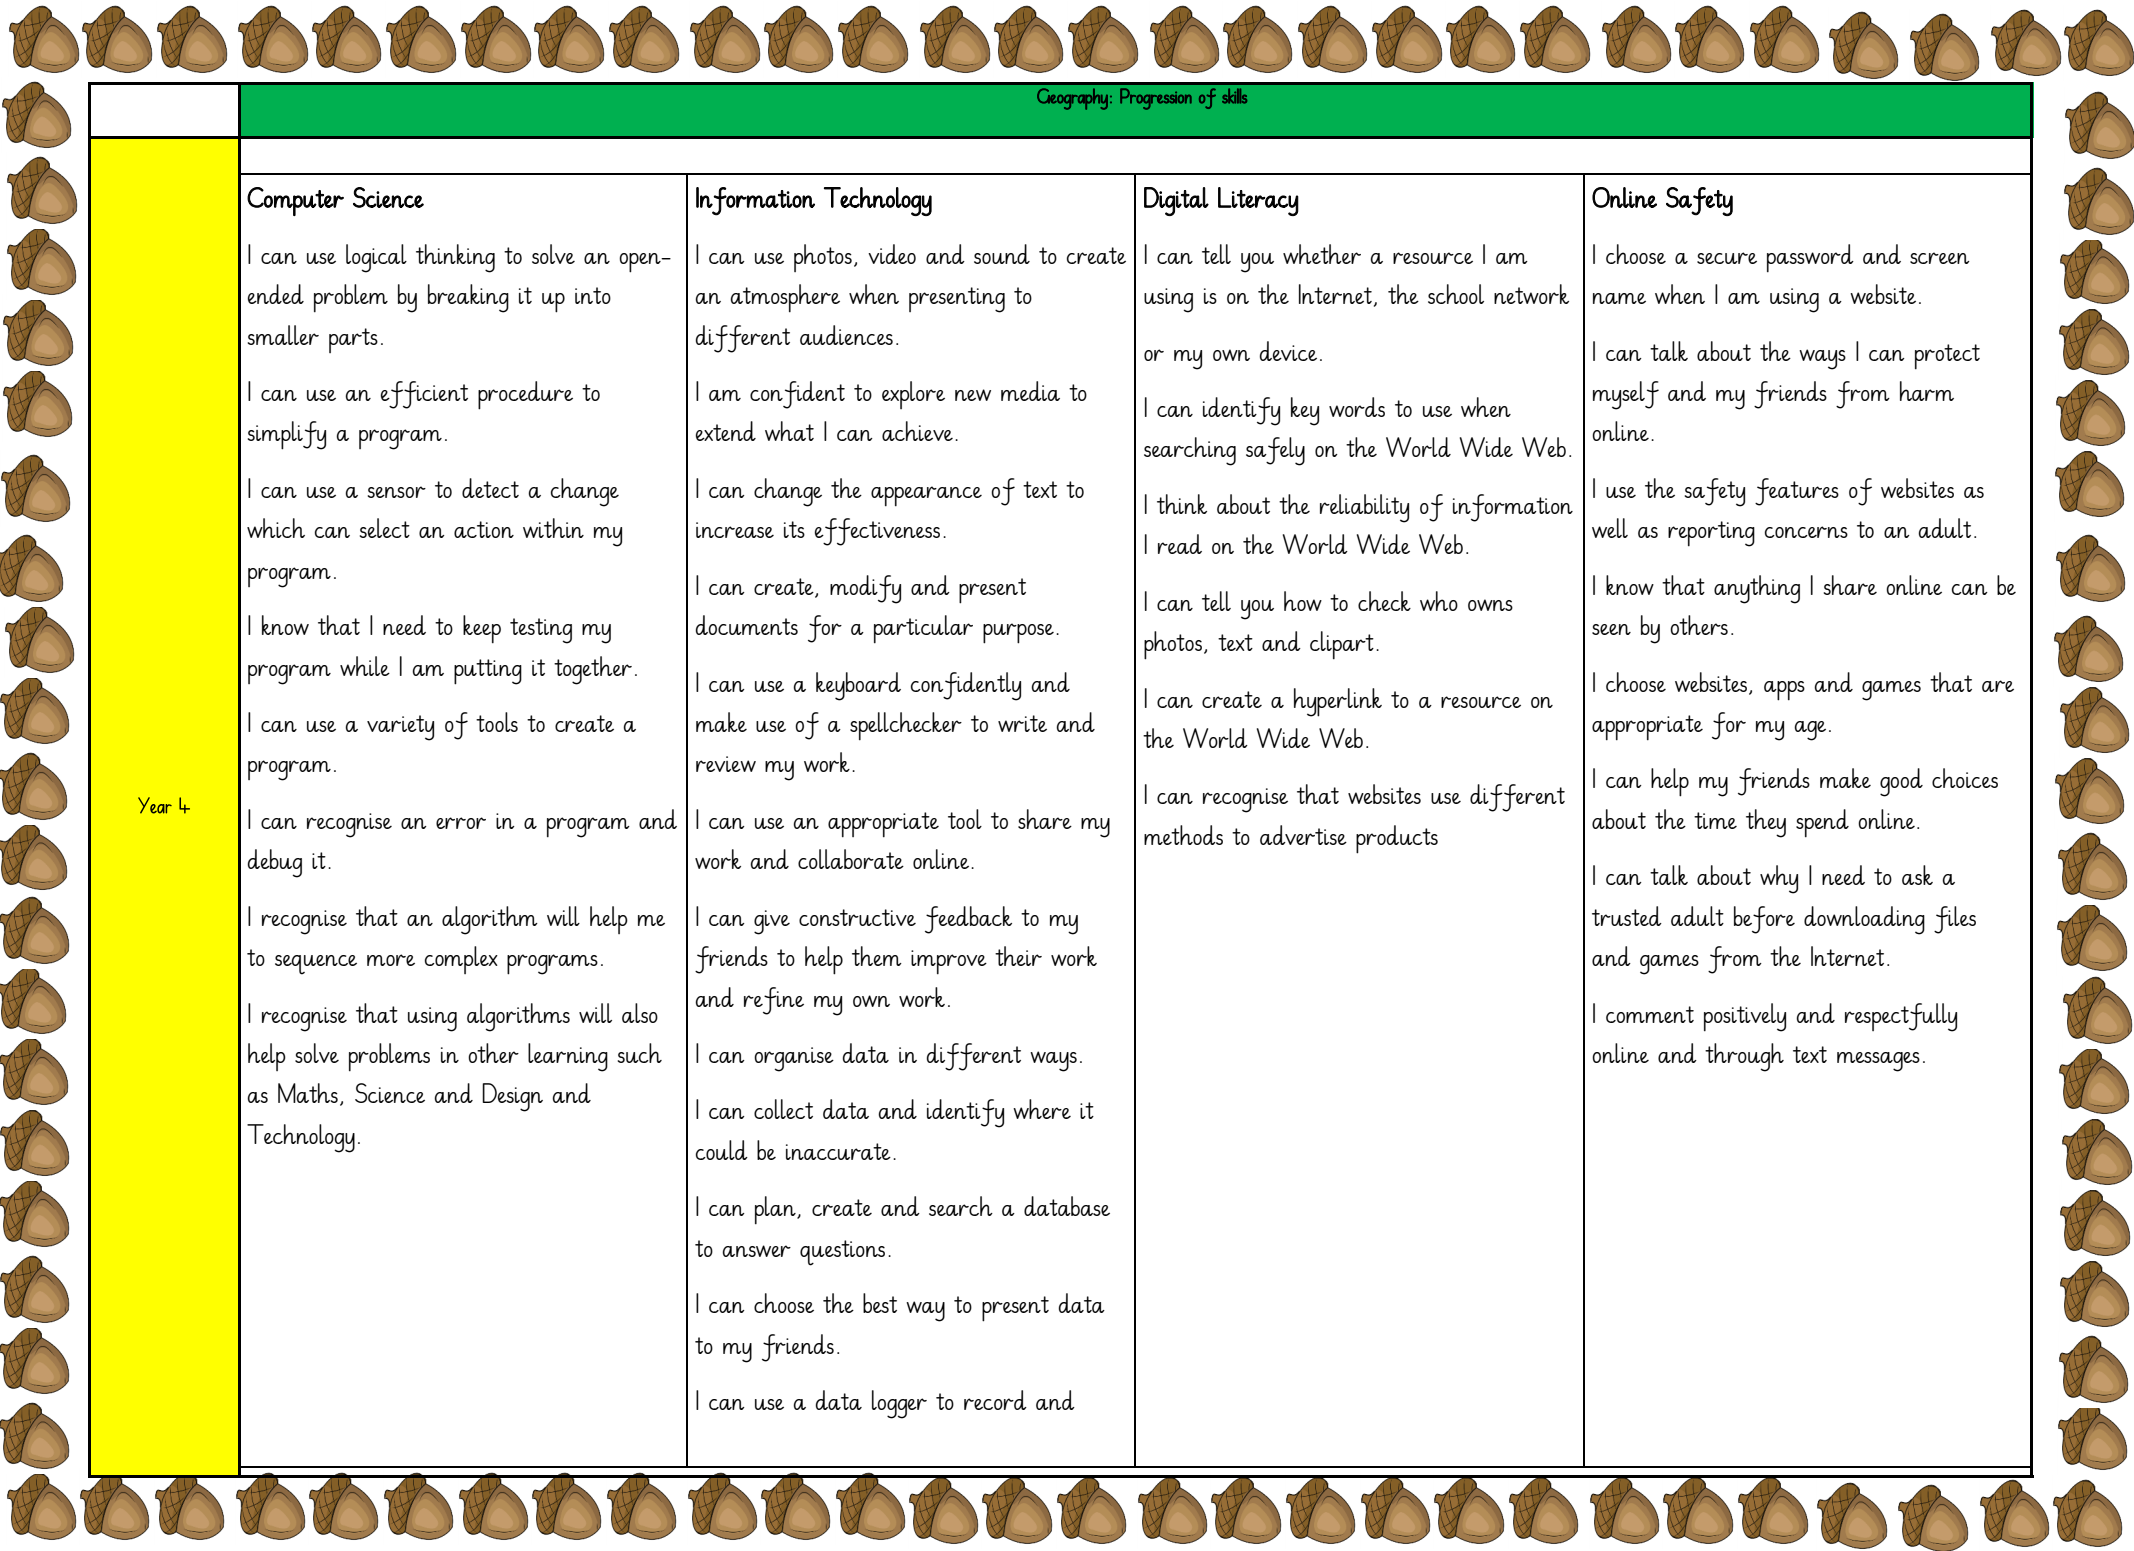 Geography: Progression of skills
Year 4
Computer Science
I can use logical thinking to solve an open-
ended problem by breaking it up into
smaller parts.
I can use an efficient procedure to
simplify a program.
I can use a sensor to detect a change
which can select an action within my
program.
I know that I need to keep testing my
program while I am putting it together.
I can use a variety of tools to create a
program.
I can recognise an error in a program and
debug it.
I recognise that an algorithm will help me
to sequence more complex programs.
I recognise that using algorithms will also
help solve problems in other learning such
as Maths, Science and Design and
Technology.
Information Technology
I can use photos, video and sound to create
an atmosphere when presenting to
different audiences.
I am confident to explore new media to
extend what I can achieve.
I can change the appearance of text to
increase its effectiveness.
I can create, modify and present
documents for a particular purpose.
I can use a keyboard confidently and
make use of a spellchecker to write and
review my work.
I can use an appropriate tool to share my
work and collaborate online.
I can give constructive feedback to my
friends to help them improve their work
and refine my own work.
I can organise data in different ways.
I can collect data and identify where it
could be inaccurate.
I can plan, create and search a database
to answer questions.
I can choose the best way to present data
to my friends.
I can use a data logger to record and
Digital Literacy
I can tell you whether a resource I am
using is on the Internet, the school network
or my own device.
I can identify key words to use when
searching safely on the World Wide Web.
I think about the reliability of information
I read on the World Wide Web.
I can tell you how to check who owns
photos, text and clipart.
I can create a hyperlink to a resource on
the World Wide Web.
I can recognise that websites use different
methods to advertise products
Online Safety
I choose a secure password and screen
name when I am using a website.
I can talk about the ways I can protect
myself and my friends from harm
online.
I use the safety features of websites as
well as reporting concerns to an adult.
I know that anything I share online can be
seen by others.
I choose websites, apps and games that are
appropriate for my age.
I can help my friends make good choices
about the time they spend online.
I can talk about why I need to ask a
trusted adult before downloading files
and games from the Internet.
I comment positively and respectfully
online and through text messages.